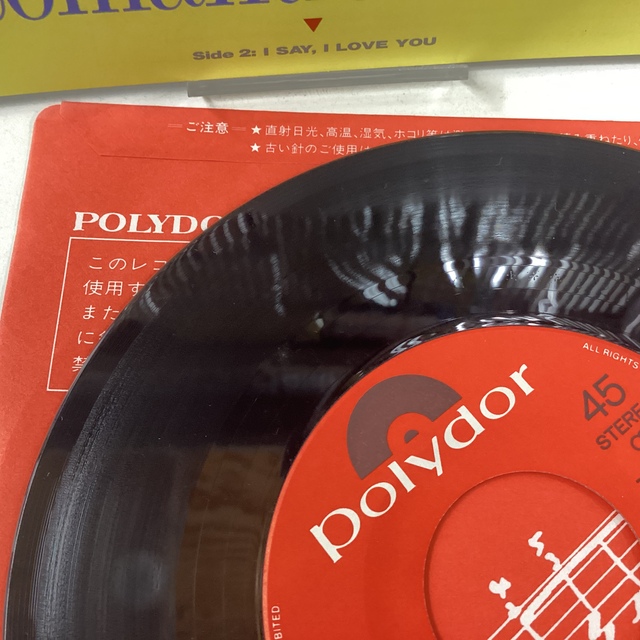 Side 2: I SAY, I LOVE YOU
ご注意 ★直射日光、高温、湿気、ホコリ等は
★古い針のご使用は
POLYDO
このレコ
使用す
また
に
禁
ALL RIGHTS
45
STERE
polydor
BITED